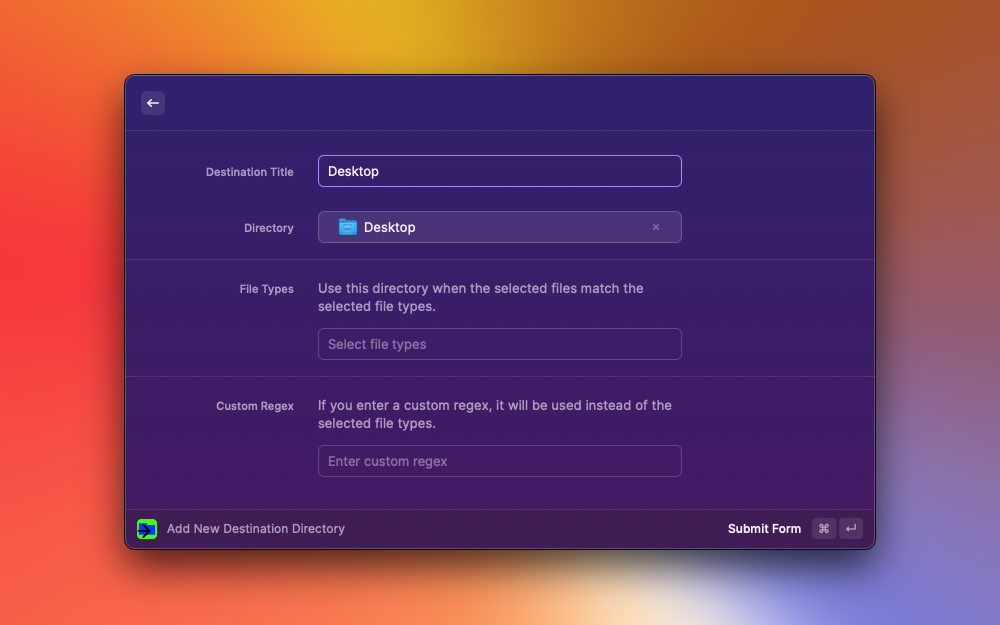 Destination Title
Desktop
Directory
Desktop
File Types
Use this directory when the selected files match the
selected file types.
Select file types
Custom Regex
If you enter a custom regex, it will be used instead of the
selected file types.
Enter custom regex
Add New Destination Directory
Submit Form ⌘ ↵